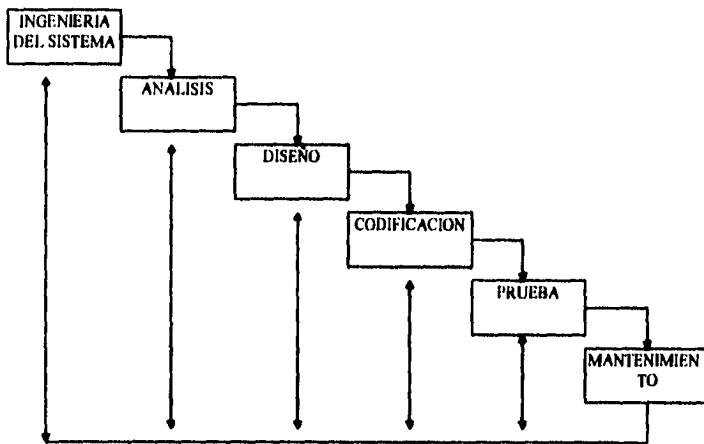 INGENIERIA
DEL SISTEMA
ANALISIS
DISEÑO
CODIFICACION
PRUEBA
MANTENIMIEN
TO